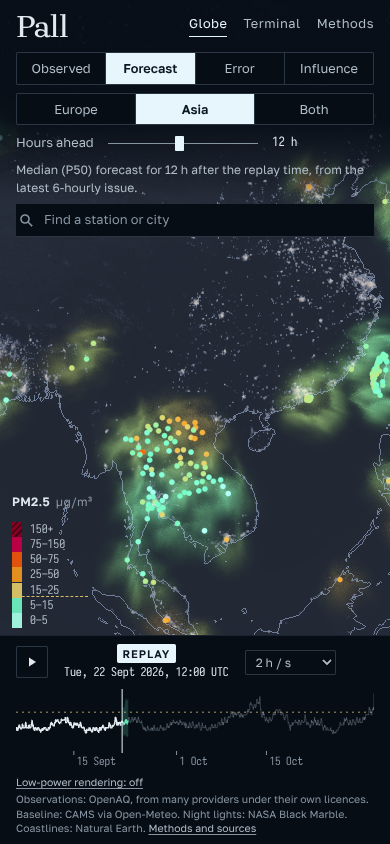 Pall
Globe Terminal Methods
Observed Forecast Error Influence
Europe Asia Both
Hours ahead 12 h
Median (P50) forecast for 12 h after the replay time, from the
latest 6-hourly issue.
Find a station or city
PM2.5 µg/m³
150+
75–150
50–75
25–50
15–25
5–15
0–5
REPLAY
Tue, 22 Sept 2026, 12:00 UTC
2 h / s
15 Sept 1 Oct 15 Oct
Low-power rendering: off
Observations: OpenAQ, from many providers under their own licences.
Baseline: CAMS via Open-Meteo. Night lights: NASA Black Marble.
Coastlines: Natural Earth. Methods and sources